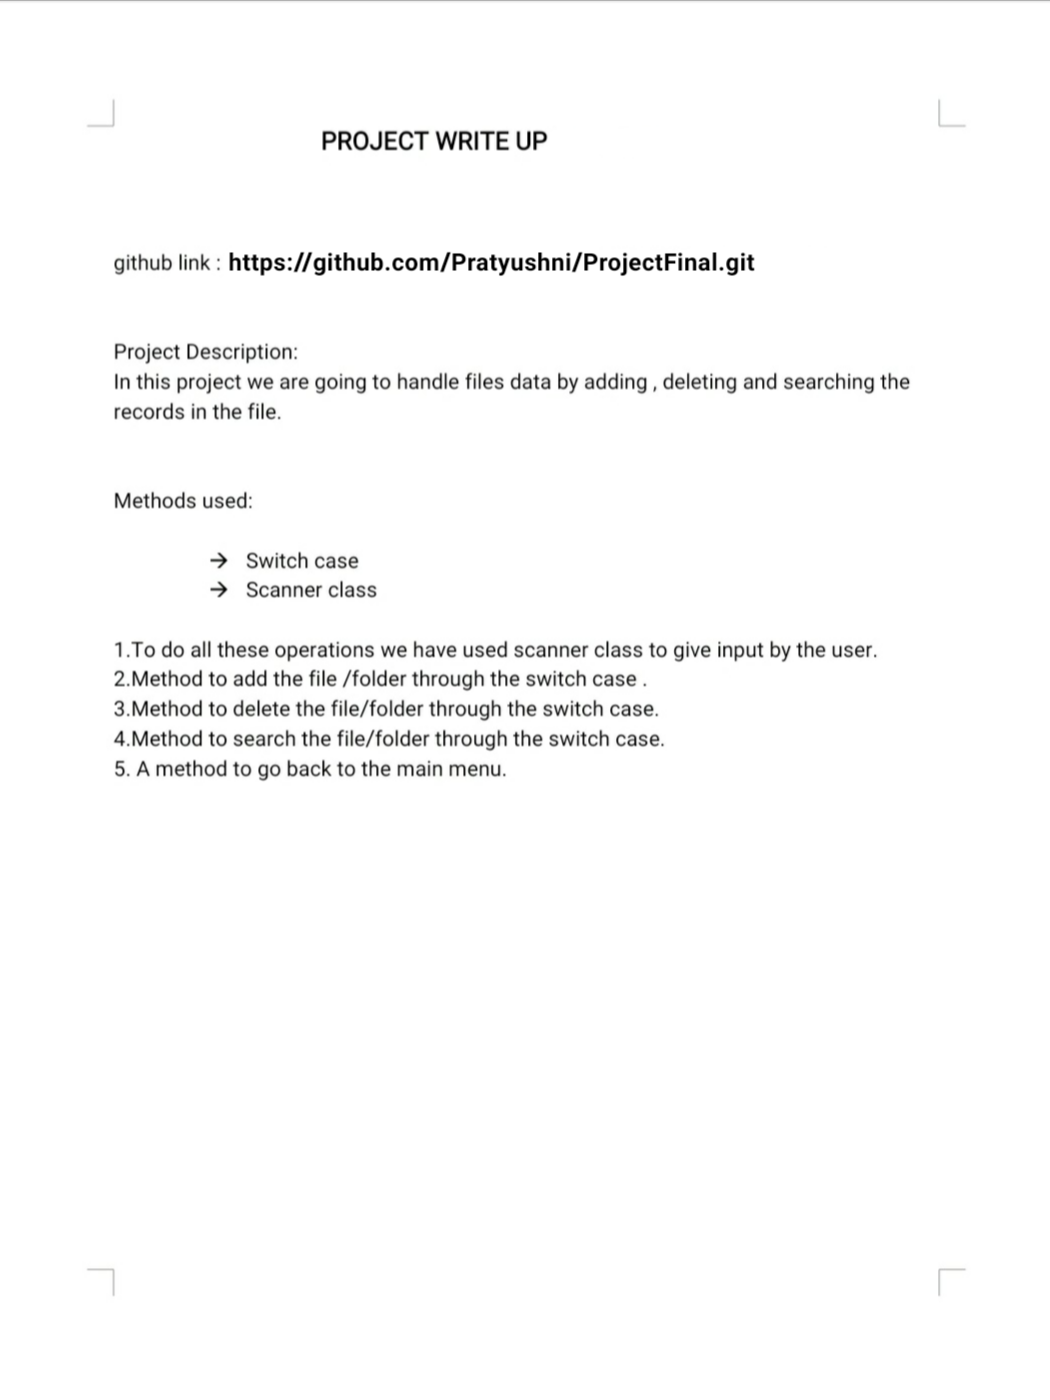 PROJECT WRITE UP
github link : https://github.com/Pratyushni/ProjectFinal.git
Project Description:
In this project we are going to handle files data by adding , deleting and searching the
records in the file.
Methods used:
→ Switch case
→ Scanner class
1.To do all these operations we have used scanner class to give input by the user.
2.Method to add the file /folder through the switch case .
3.Method to delete the file/folder through the switch case.
4.Method to search the file/folder through the switch case.
5. A method to go back to the main menu.